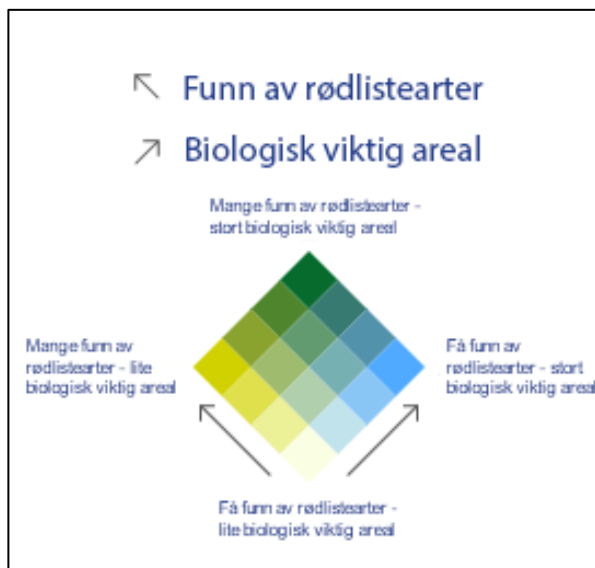 Funn av rødlistearter
Biologisk viktig areal
Mange funn av rødlistearter -
stort biologisk viktig areal
Mange funn av
rødlistearter - lite
biologisk viktig areal
Få funn av
rødlistearter - stort
biologisk viktig areal
Få funn av rødlistearter -
lite biologisk viktig areal